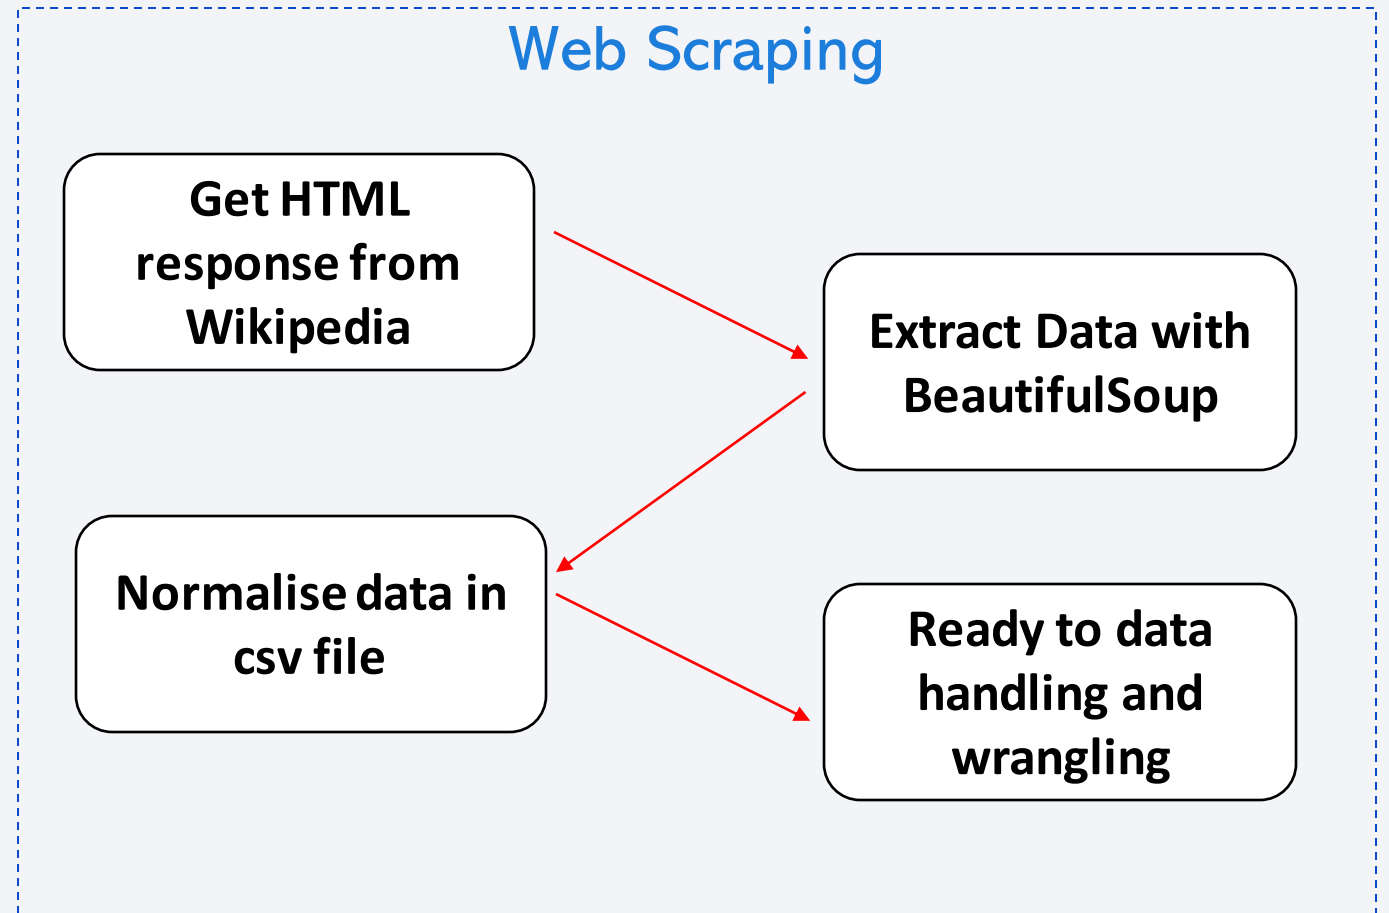 Web Scraping
Get HTML
response from
Wikipedia
Extract Data with
BeautifulSoup
Normalise data in
csv file
Ready to data
handling and
wrangling